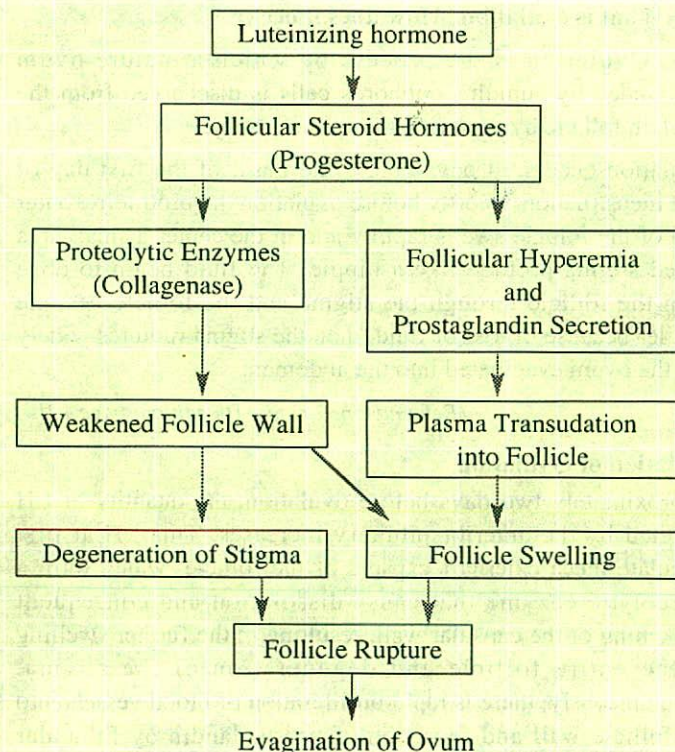 Luteinizing hormone
Follicular Steroid Hormones
(Progesterone)
Proteolytic Enzymes
(Collagenase)
Follicular Hyperemia
and
Prostaglandin Secretion
Weakened Follicle Wall
Plasma Transudation
into Follicle
Degeneration of Stigma
Follicle Swelling
Follicle Rupture
Evagination of Ovum